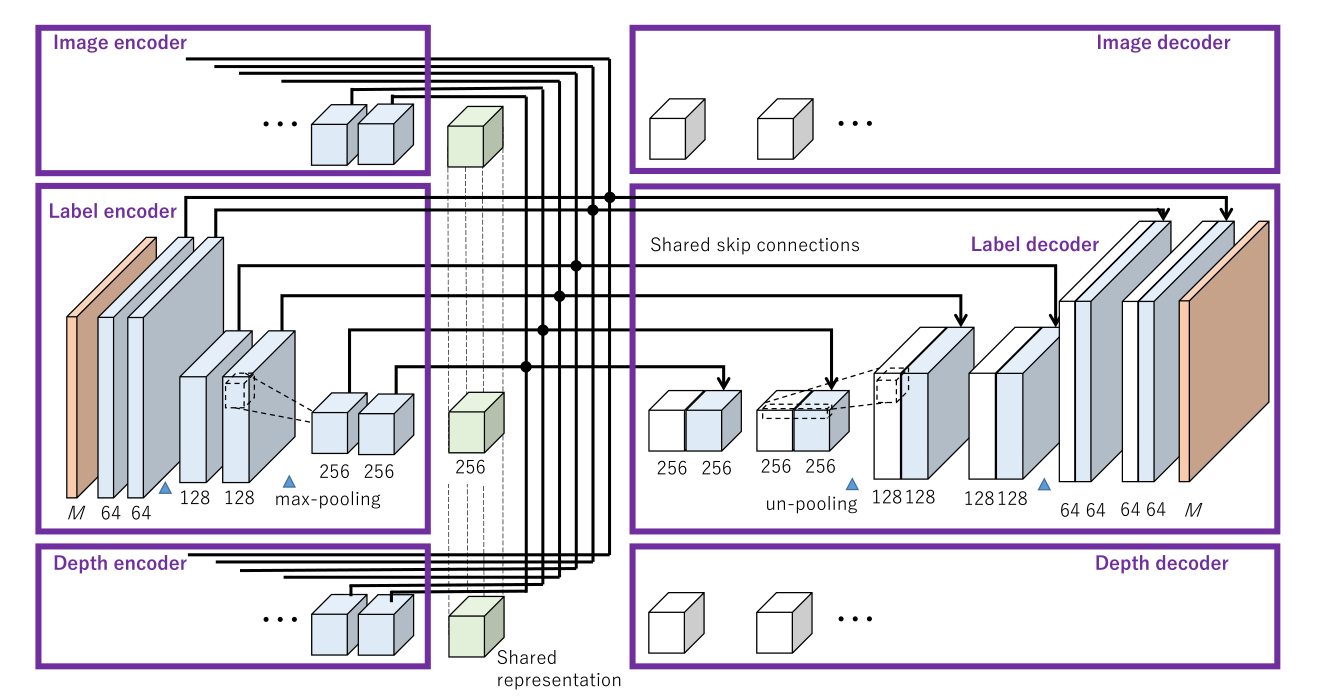 Image encoder
Image decoder
• • •
• • •
Label encoder
Shared skip connections
Label decoder
256 256
256
256 256
256 256
128 128
max-pooling
un-pooling
128 128
128 128
M 64 64
64 64
64 64
M
Depth encoder
Depth decoder
• • •
• • •
Shared
representation